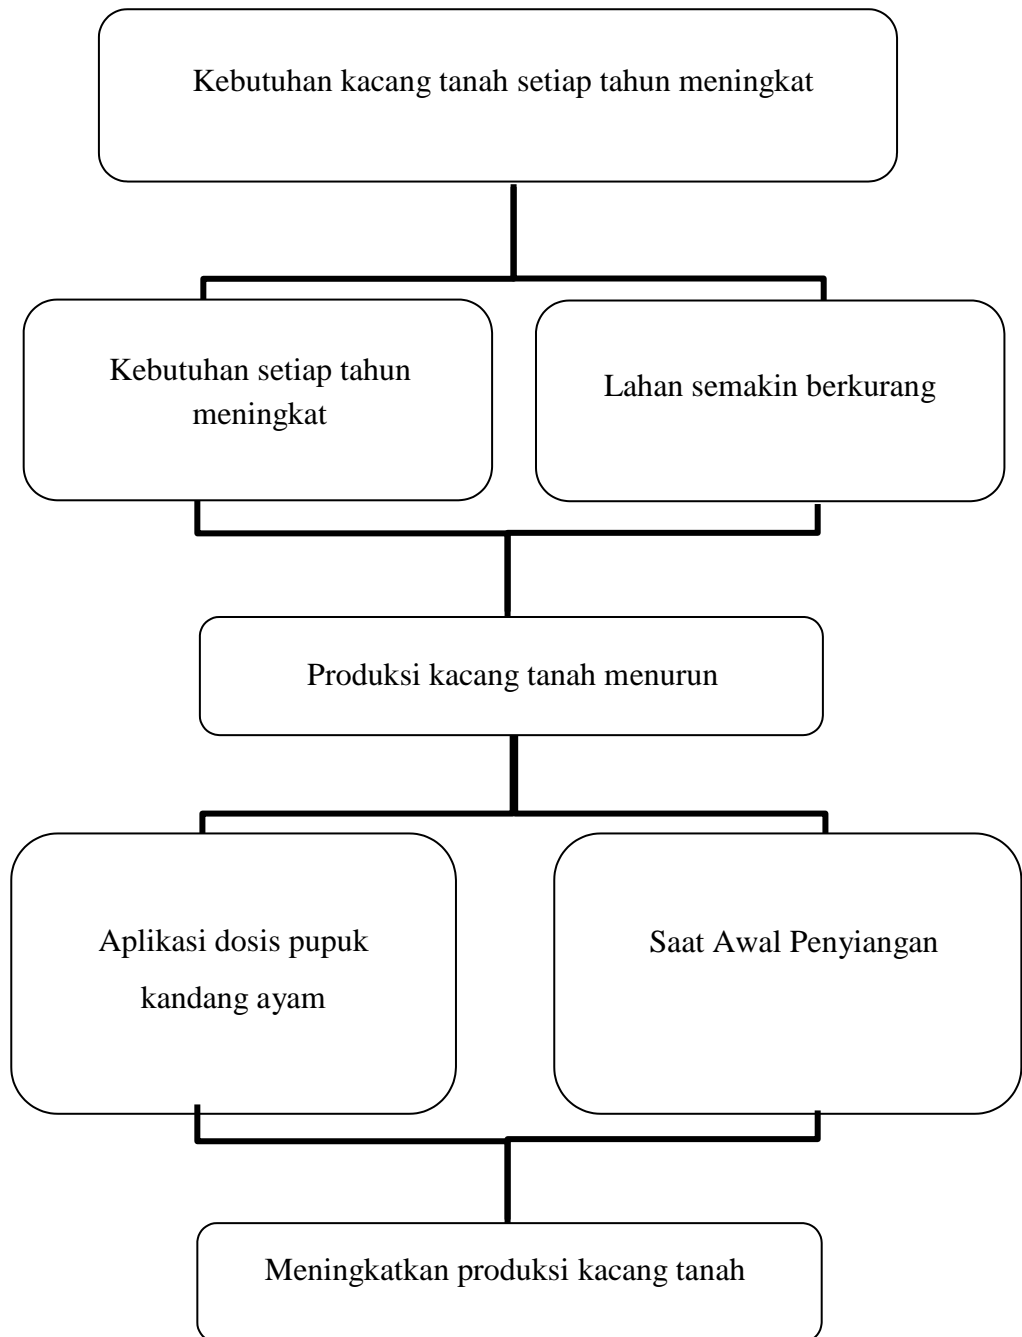 Kebutuhan kacang tanah setiap tahun meningkat
Kebutuhan setiap tahun
meningkat
Lahan semakin berkurang
Produksi kacang tanah menurun
Aplikasi dosis pupuk
kandang ayam
Saat Awal Penyiangan
Meningkatkan produksi kacang tanah